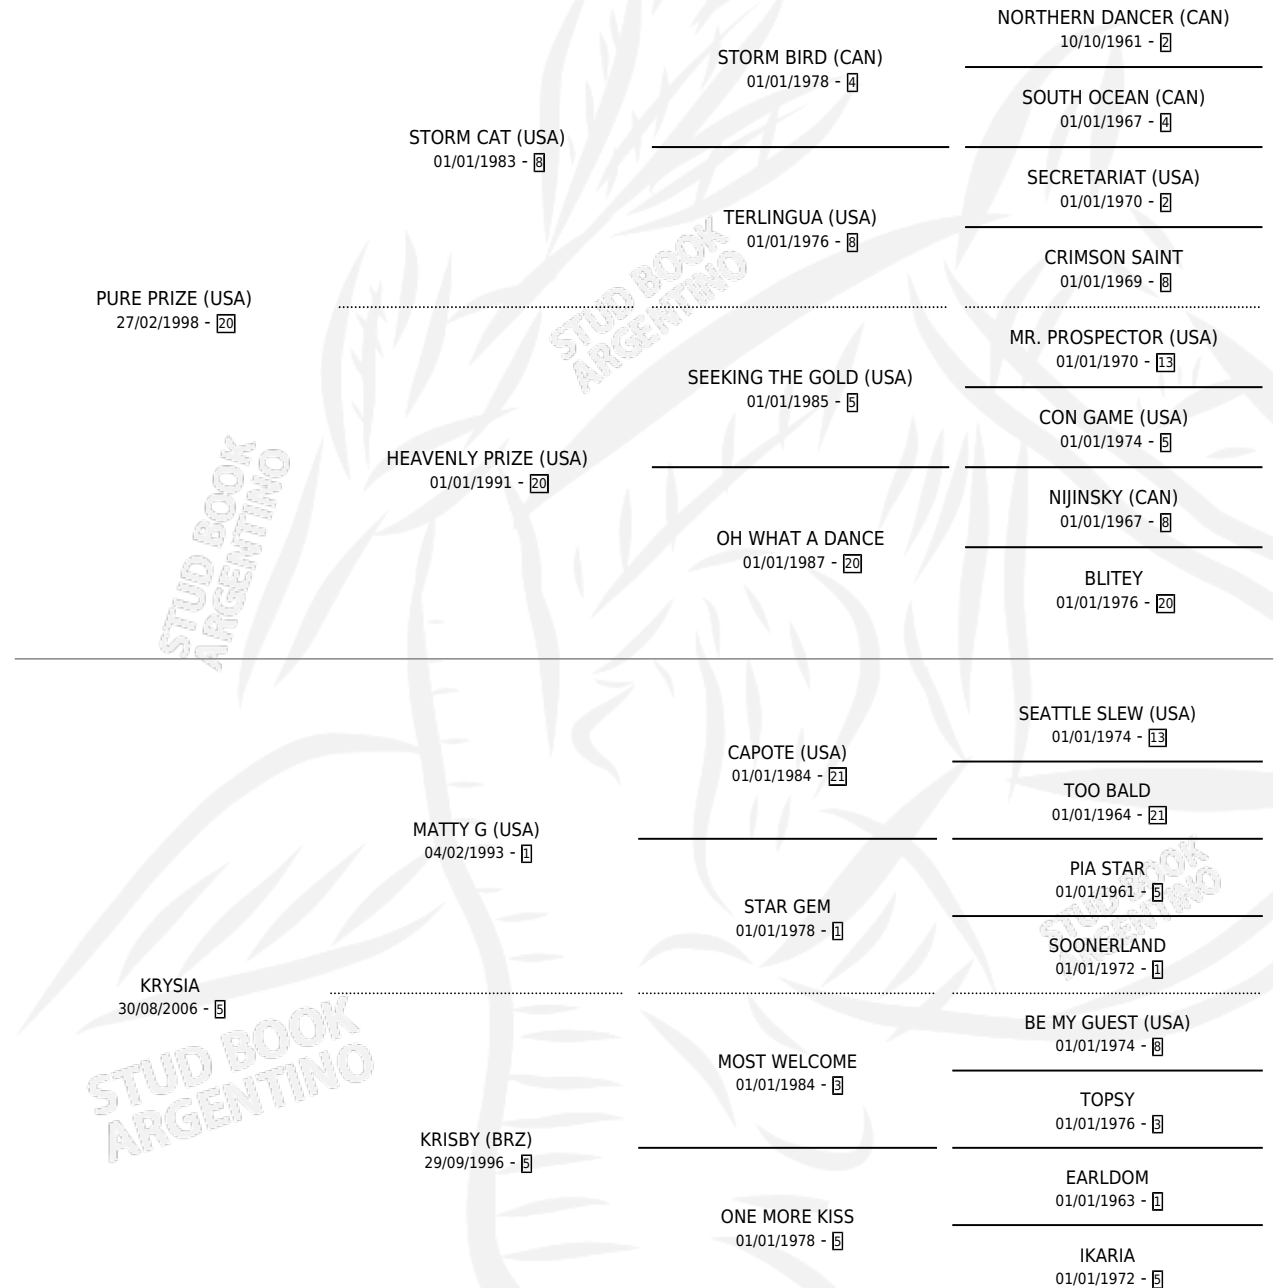 NORTHERN DANCER (CAN)
10/10/1961 - 2
STORM BIRD (CAN)
01/01/1978 - 4
SOUTH OCEAN (CAN)
01/01/1967 - 4
STORM CAT (USA)
01/01/1983 - 8
SECRETARIAT (USA)
01/01/1970 - 2
TERLINGUA (USA)
01/01/1976 - 8
CRIMSON SAINT
01/01/1969 - 8
PURE PRIZE (USA)
27/02/1998 - 20
MR. PROSPECTOR (USA)
01/01/1970 - 13
SEEKING THE GOLD (USA)
01/01/1985 - 5
CON GAME (USA)
01/01/1974 - 5
HEAVENLY PRIZE (USA)
01/01/1991 - 20
NIJINSKY (CAN)
01/01/1967 - 8
OH WHAT A DANCE
01/01/1987 - 20
BLITEY
01/01/1976 - 20
SEATTLE SLEW (USA)
01/01/1974 - 13
CAPOTE (USA)
01/01/1984 - 21
TOO BALD
01/01/1964 - 21
MATTY G (USA)
04/02/1993 - 1
PIA STAR
01/01/1961 - 5
STAR GEM
01/01/1978 - 1
SOONERLAND
01/01/1972 - 1
KRYSIA
30/08/2006 - 5
BE MY GUEST (USA)
01/01/1974 - 8
MOST WELCOME
01/01/1984 - 3
TOPSY
01/01/1976 - 3
KRISBY (BRZ)
29/09/1996 - 5
EARLDOM
01/01/1963 - 1
ONE MORE KISS
01/01/1978 - 5
IKARIA
01/01/1972 - 5
STUD BOOK
ARGENTINO
STUD BOOK
ARGENTINO
STUD BOOK
ARGENTINO
STUD BOOK
ARGENTINO